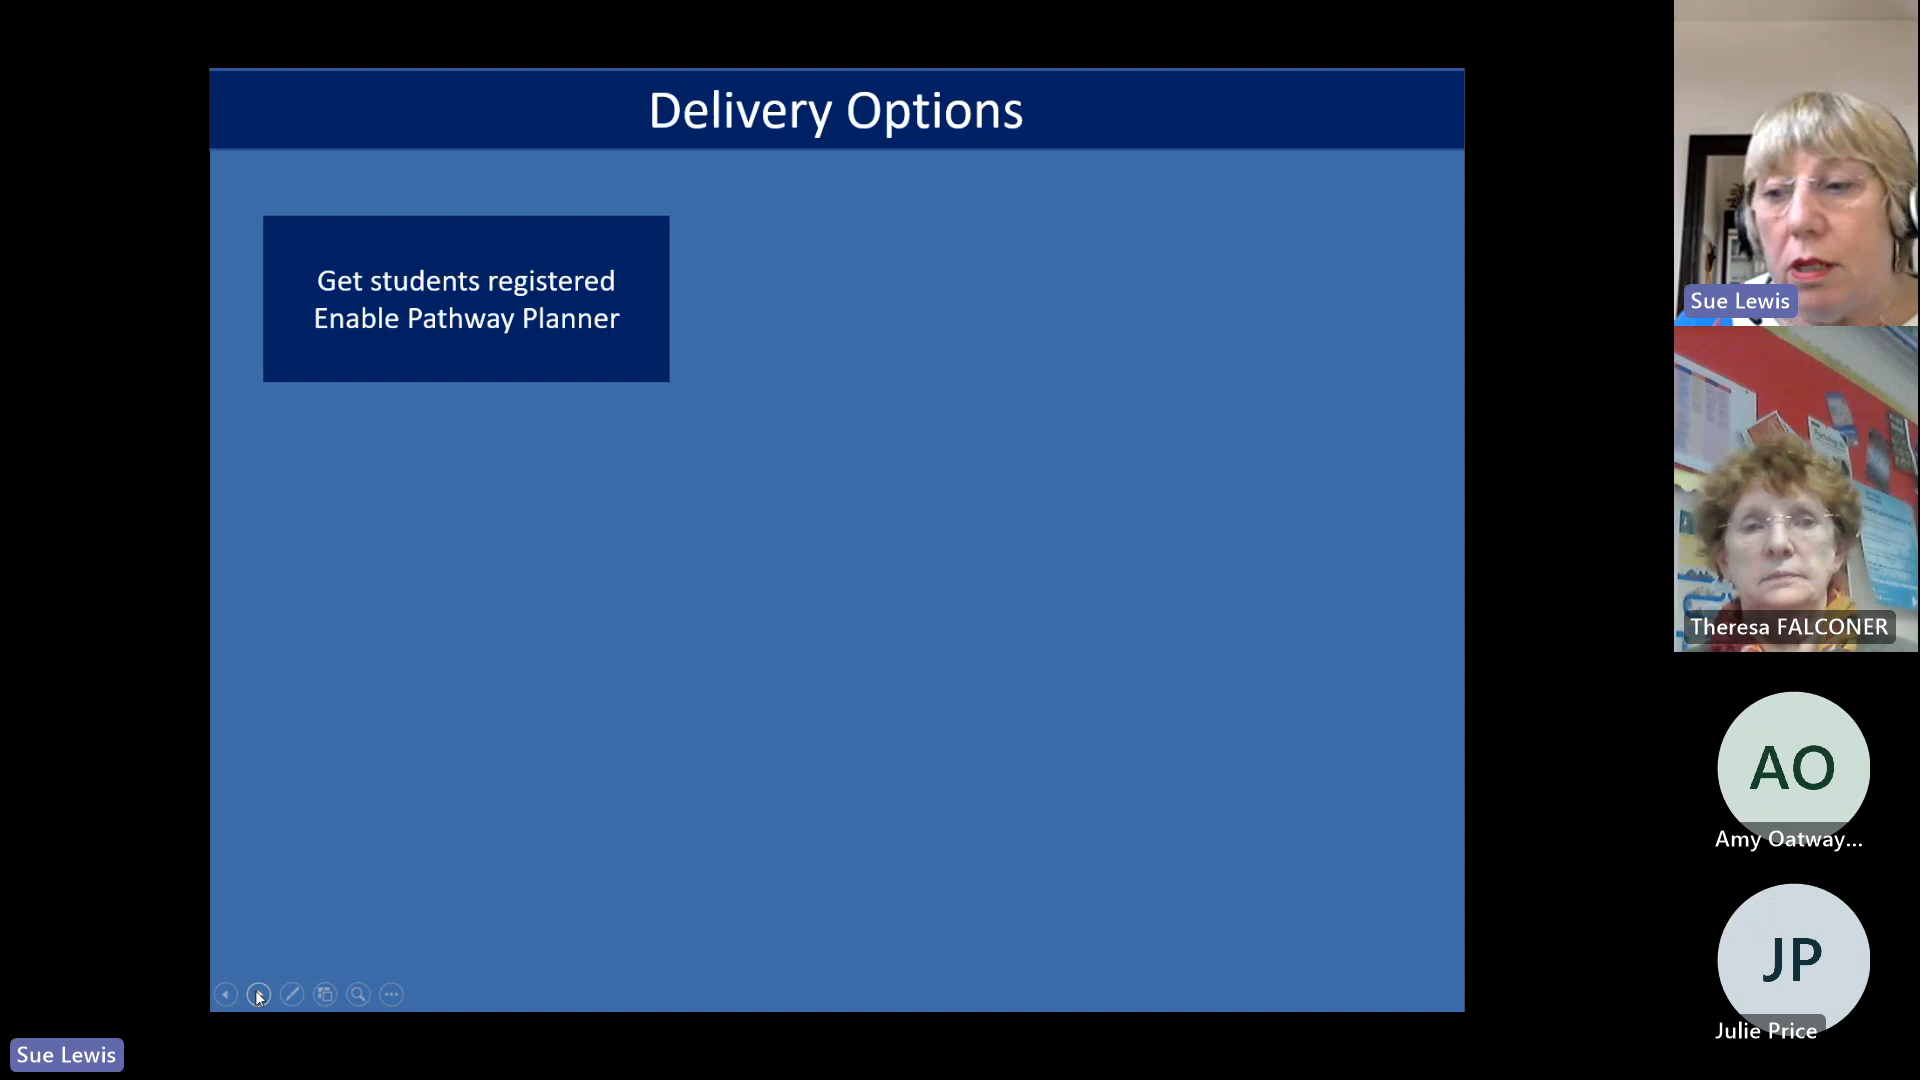 Delivery Options
Get students registered
Enable Pathway Planner
Sue Lewis
Theresa FALCONER
AO
Amy Oatway...
JP
Julie Price
Sue Lewis